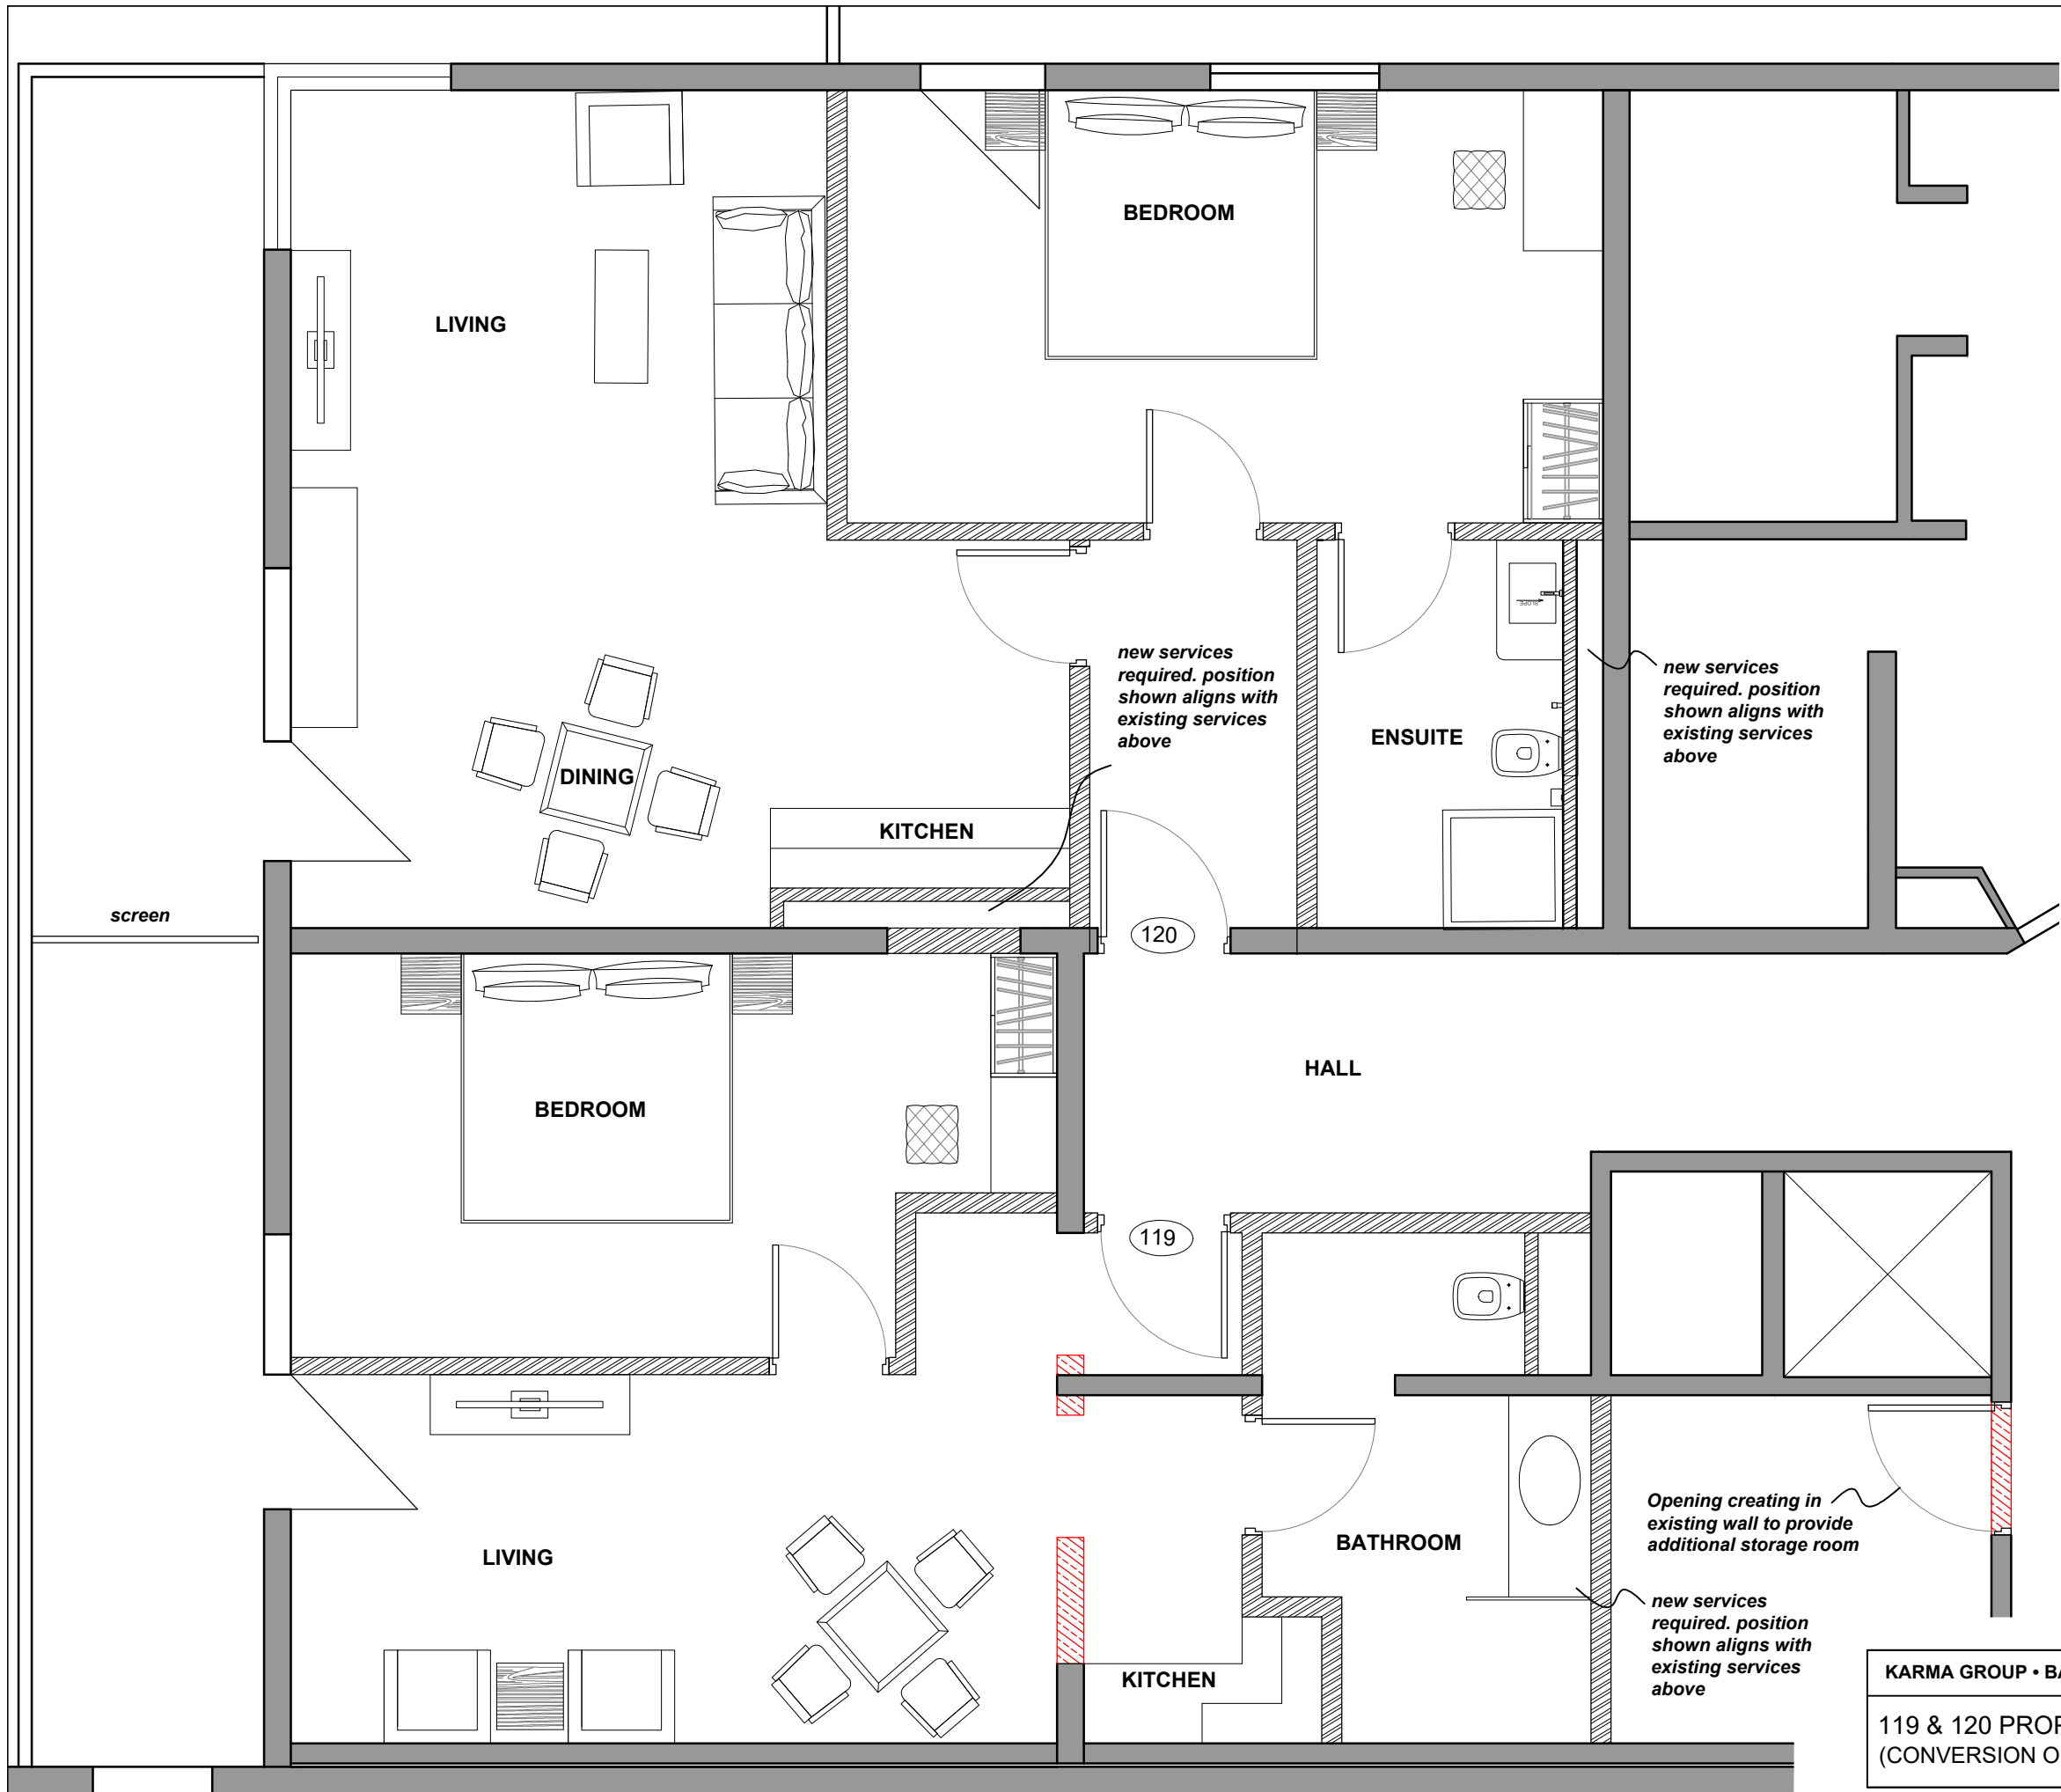 BEDROOM
LIVING
new services
required. position
shown aligns with
existing services
above
new services
required. position
shown aligns with
existing services
above
SLOPE
ENSUITE
DINING
KITCHEN
screen
120
HALL
BEDROOM
119
Opening creating in
existing wall to provide
additional storage room
LIVING
BATHROOM
new services
required. position
shown aligns with
existing services
above
KITCHEN
KARMA GROUP • BA
119 & 120 PROP
(CONVERSION O